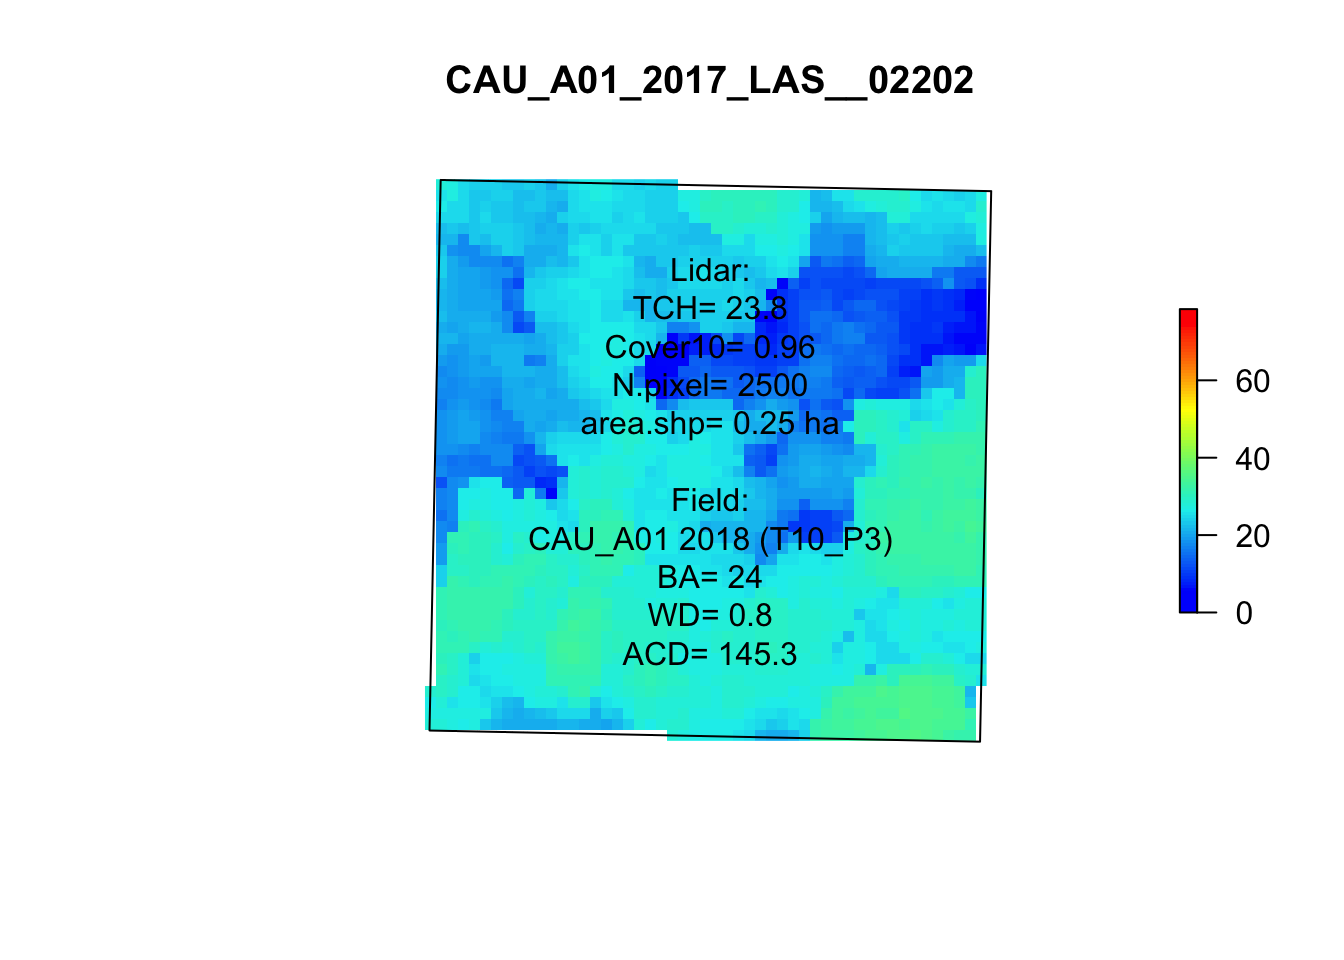 CAU_A01_2017_LAS__02202
Lidar:
TCH= 23.8
Cover10= 0.96
N.pixel= 2500
area.shp= 0.25 ha
Field:
CAU_A01 2018 (T10_P3)
BA= 24
WD= 0.8
ACD= 145.3
60
40
20
0